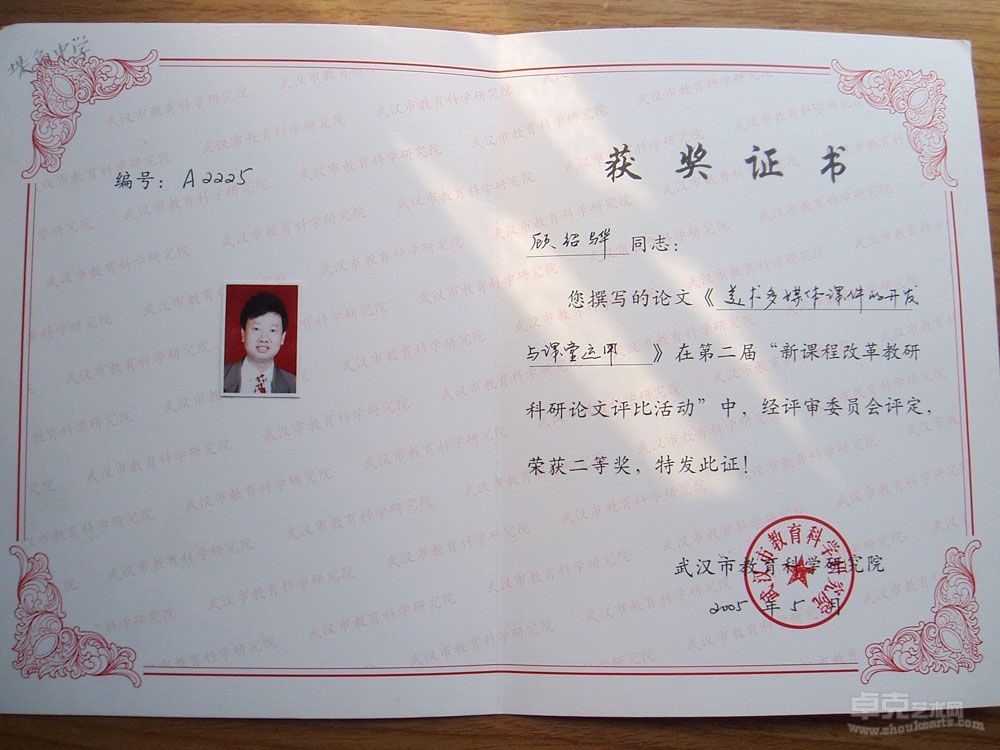 编号：A2225
获奖证书
顾绍骅同志：
您撰写的论文《美术多媒体课件的开发
与课堂运用》在第二届“新课程改革教研
科研论文评比活动”中，经评审委员会评定，
荣获二等奖，特发此证！
武汉市教育科学研究院
2005年5月
武汉市教育科学研究院
卓克艺术网
www.zhoukearts.com